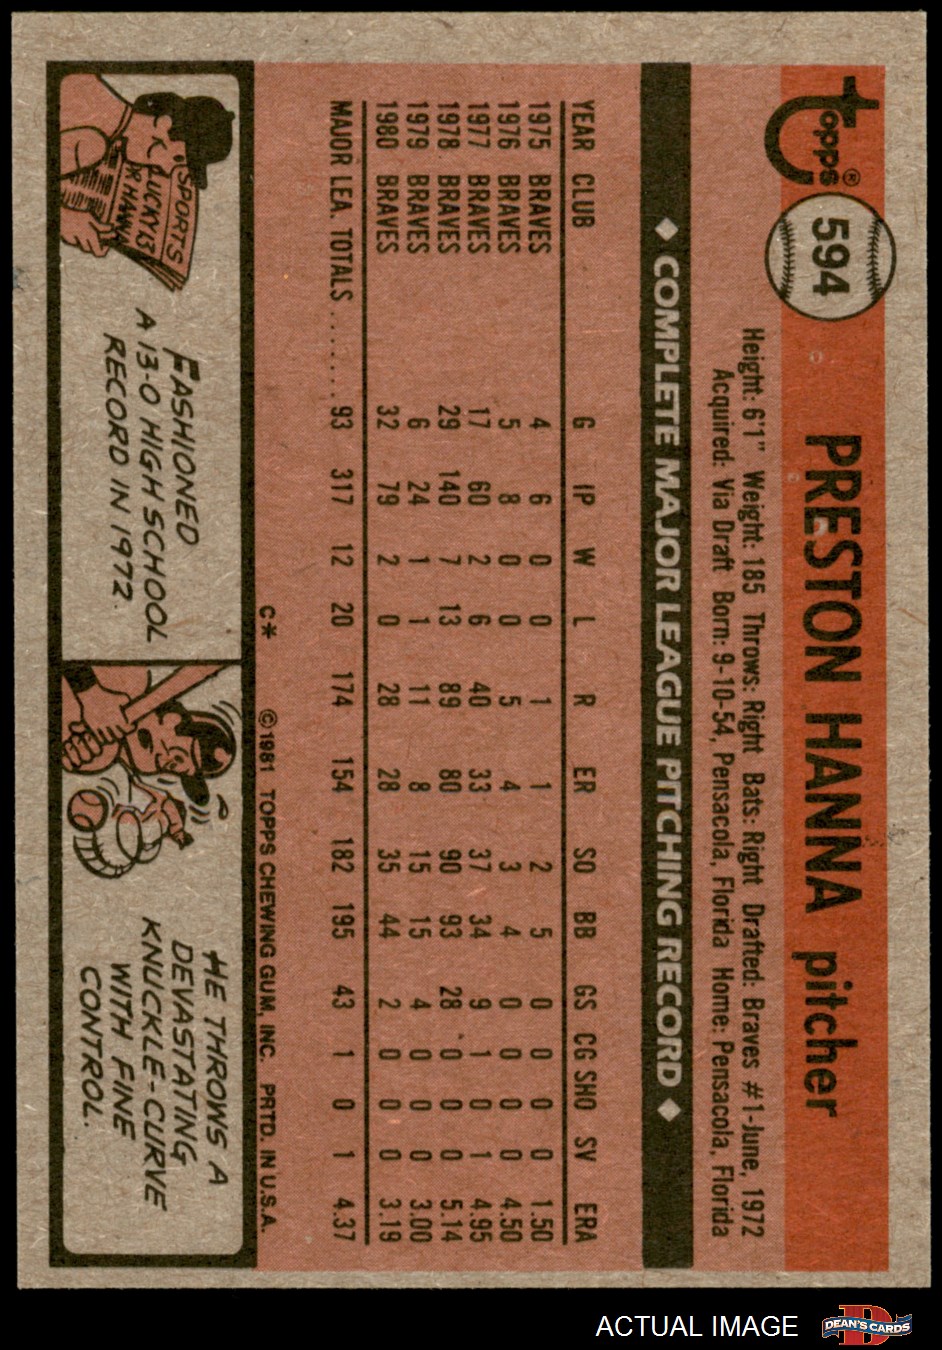 topps®
594
PRESTON HANNA pitcher
Height: 6'1" Weight: 185 Throws: Right Bats: Right Drafted: Braves #1-June, 1972
Acquired: Via Draft Born: 9-10-54, Pensacola, Florida Home: Pensacola, Florida
◆ COMPLETE MAJOR LEAGUE PITCHING RECORD ◆
YEAR CLUB G IP W L R ER SO BB GS CG SHO SV ERA
1975 BRAVES 4 6 0 0 1 1 2 5 0 0 0 0 1.50
1976 BRAVES 5 8 0 0 5 4 3 4 0 0 0 0 4.50
1977 BRAVES 17 60 2 6 40 33 37 34 9 1 0 1 4.95
1978 BRAVES 29 140 7 13 89 80 90 93 28 0 0 0 5.14
1979 BRAVES 6 24 1 1 11 8 15 15 4 0 0 0 3.00
1980 BRAVES 32 79 2 0 28 28 35 44 2 0 0 0 3.19
MAJOR LEA. TOTALS ....... 93 317 12 20 174 154 182 195 43 1 0 1 4.37
C* ©1981 TOPPS CHEWING GUM, INC. PRTD. IN U.S.A.
SPORTS
LUCKY 13
HANNA
FASHIONED
A 13-0 HIGH SCHOOL
RECORD IN 1972.
HE THROWS A
DEVASTATING
KNUCKLE-CURVE
WITH FINE
CONTROL.
ACTUAL IMAGE
DEAN'S CARDS